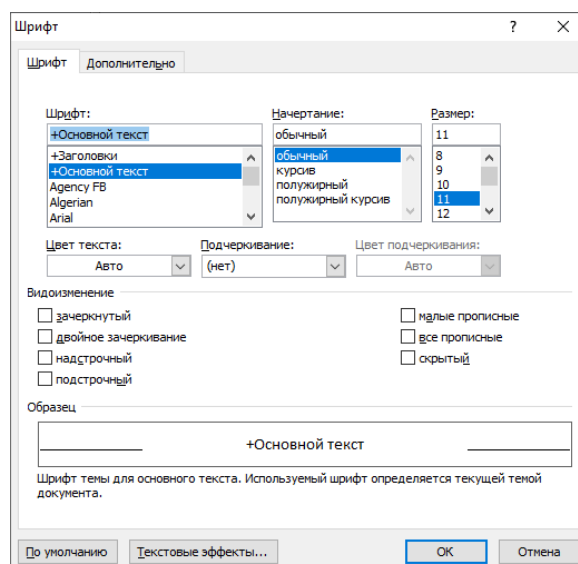 Шрифт
Шрифт Дополнительно
Шрифт: Начертание: Размер:
+Основной текст обычный 11
+Заголовки обычный 8
+Основной текст курсив 9
Agency FB полужирный 10
Algerian полужирный курсив 11
Arial 12
Цвет текста: Подчеркивание: Цвет подчеркивания:
Авто (нет) Авто
Видоизменение
зачеркнутый малые прописные
двойное зачеркивание все прописные
надстрочный скрытый
подстрочный
Образец
+Основной текст
Шрифт темы для основного текста. Используемый шрифт определяется текущей темой
документа.
По умолчанию Текстовые эффекты... ОК Отмена